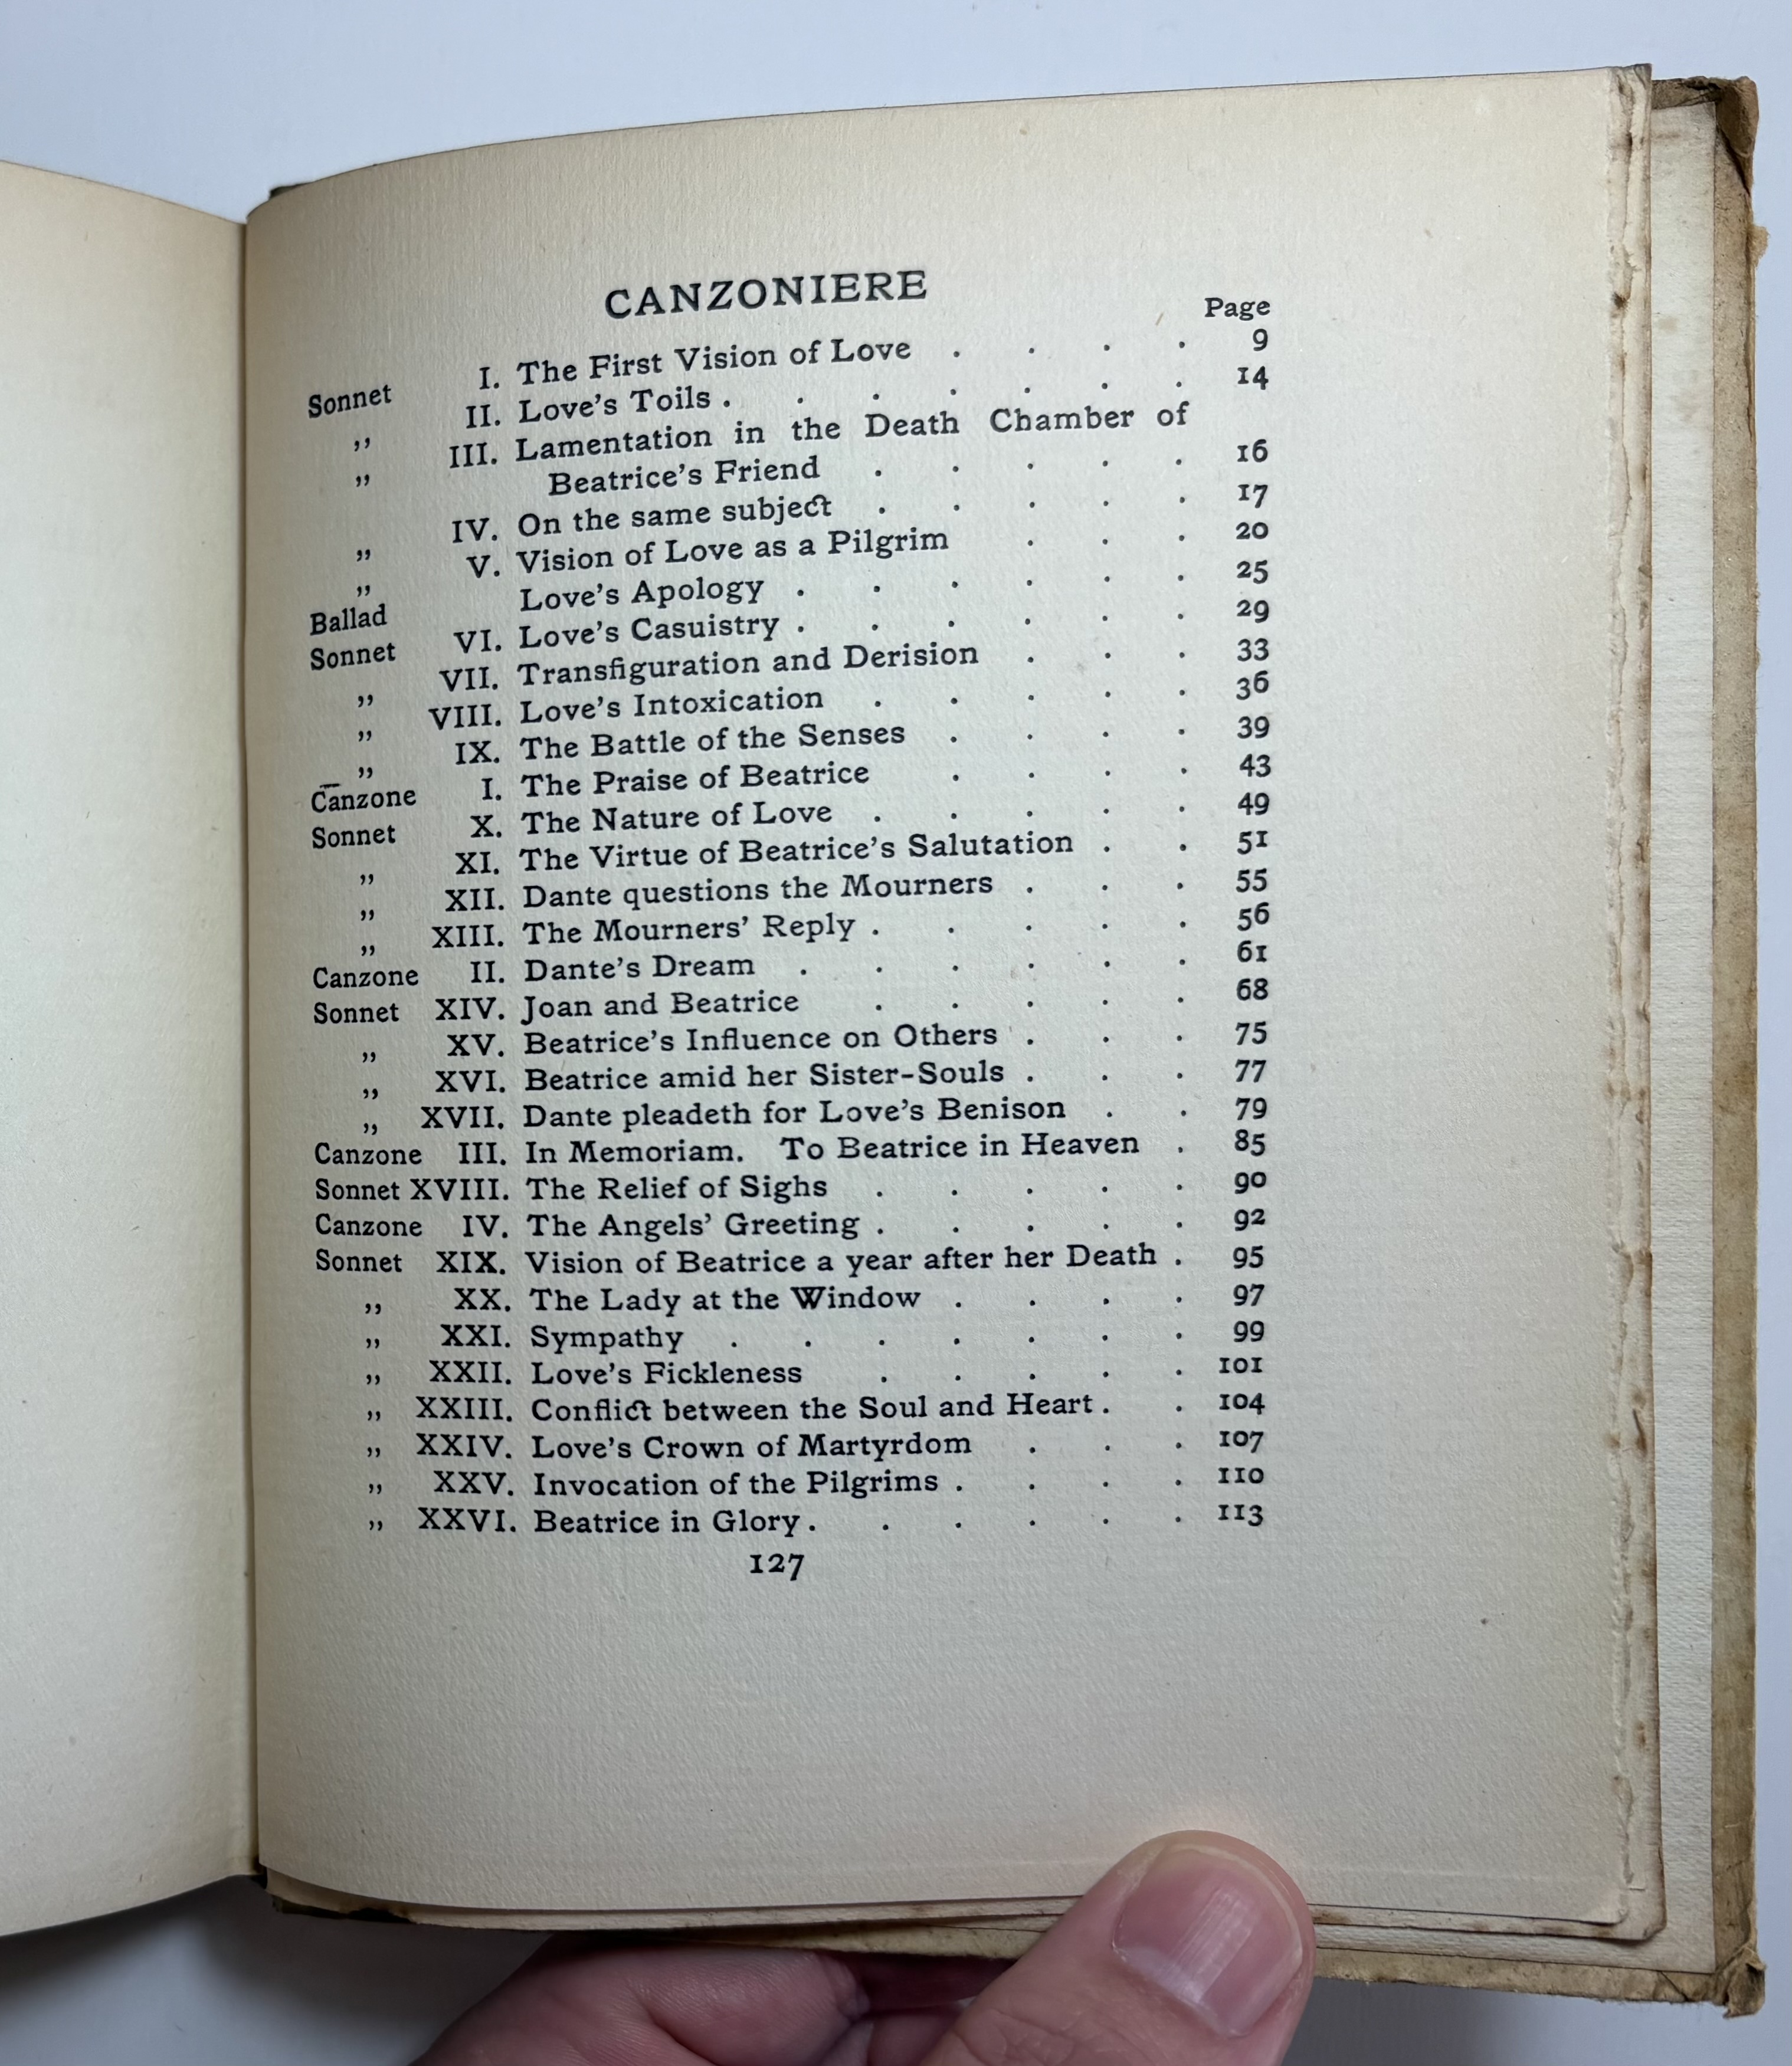 CANZONIERE
Page
Sonnet I. The First Vision of Love . . . . 9
„ II. Love's Toils . . . . . . . 14
„ III. Lamentation in the Death Chamber of
Beatrice's Friend . . . . . 16
„ IV. On the same subject . . . . . 17
„ V. Vision of Love as a Pilgrim . . . 20
Ballad Love's Apology . . . . . . 25
Sonnet VI. Love's Casuistry . . . . . . 29
„ VII. Transfiguration and Derision . . . 33
„ VIII. Love's Intoxication . . . . . 36
„ IX. The Battle of the Senses . . . . 39
Canzone I. The Praise of Beatrice . . . . 43
Sonnet X. The Nature of Love . . . . . 49
„ XI. The Virtue of Beatrice's Salutation . . 51
„ XII. Dante questions the Mourners . . . 55
„ XIII. The Mourners' Reply . . . . . 56
Canzone II. Dante's Dream . . . . . . 61
Sonnet XIV. Joan and Beatrice . . . . . 68
„ XV. Beatrice's Influence on Others . . . 75
„ XVI. Beatrice amid her Sister-Souls . . . 77
„ XVII. Dante pleadeth for Love's Benison . . 79
Canzone III. In Memoriam. To Beatrice in Heaven . 85
Sonnet XVIII. The Relief of Sighs . . . . . 90
Canzone IV. The Angels' Greeting . . . . . 92
Sonnet XIX. Vision of Beatrice a year after her Death . 95
„ XX. The Lady at the Window . . . . 97
„ XXI. Sympathy . . . . . . . 99
„ XXII. Love's Fickleness . . . . . 101
„ XXIII. Conflict between the Soul and Heart . . 104
„ XXIV. Love's Crown of Martyrdom . . . 107
„ XXV. Invocation of the Pilgrims . . . . 110
„ XXVI. Beatrice in Glory . . . . . . 113
127